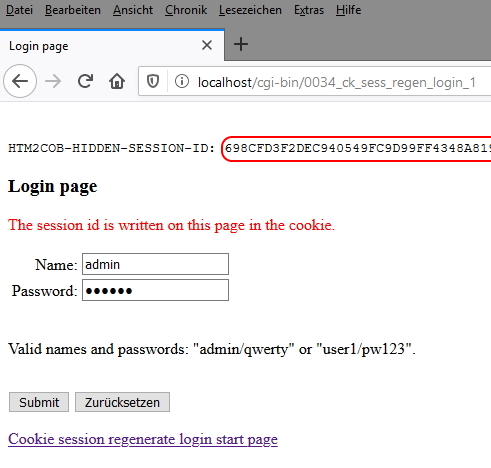 Datei Bearbeiten Ansicht Chronik Lesezeichen Extras Hilfe
Login page
localhost/cgi-bin/0034_ck_sess_regen_login_1
HTM2COB-HIDDEN-SESSION-ID: 698CFD3F2DEC940549FC9D99FF4348A819
Login page
The session id is written on this page in the cookie.
Name: admin
Password: ●●●●●●
Valid names and passwords: "admin/qwerty" or "user1/pw123".
Submit Zurücksetzen
Cookie session regenerate login start page